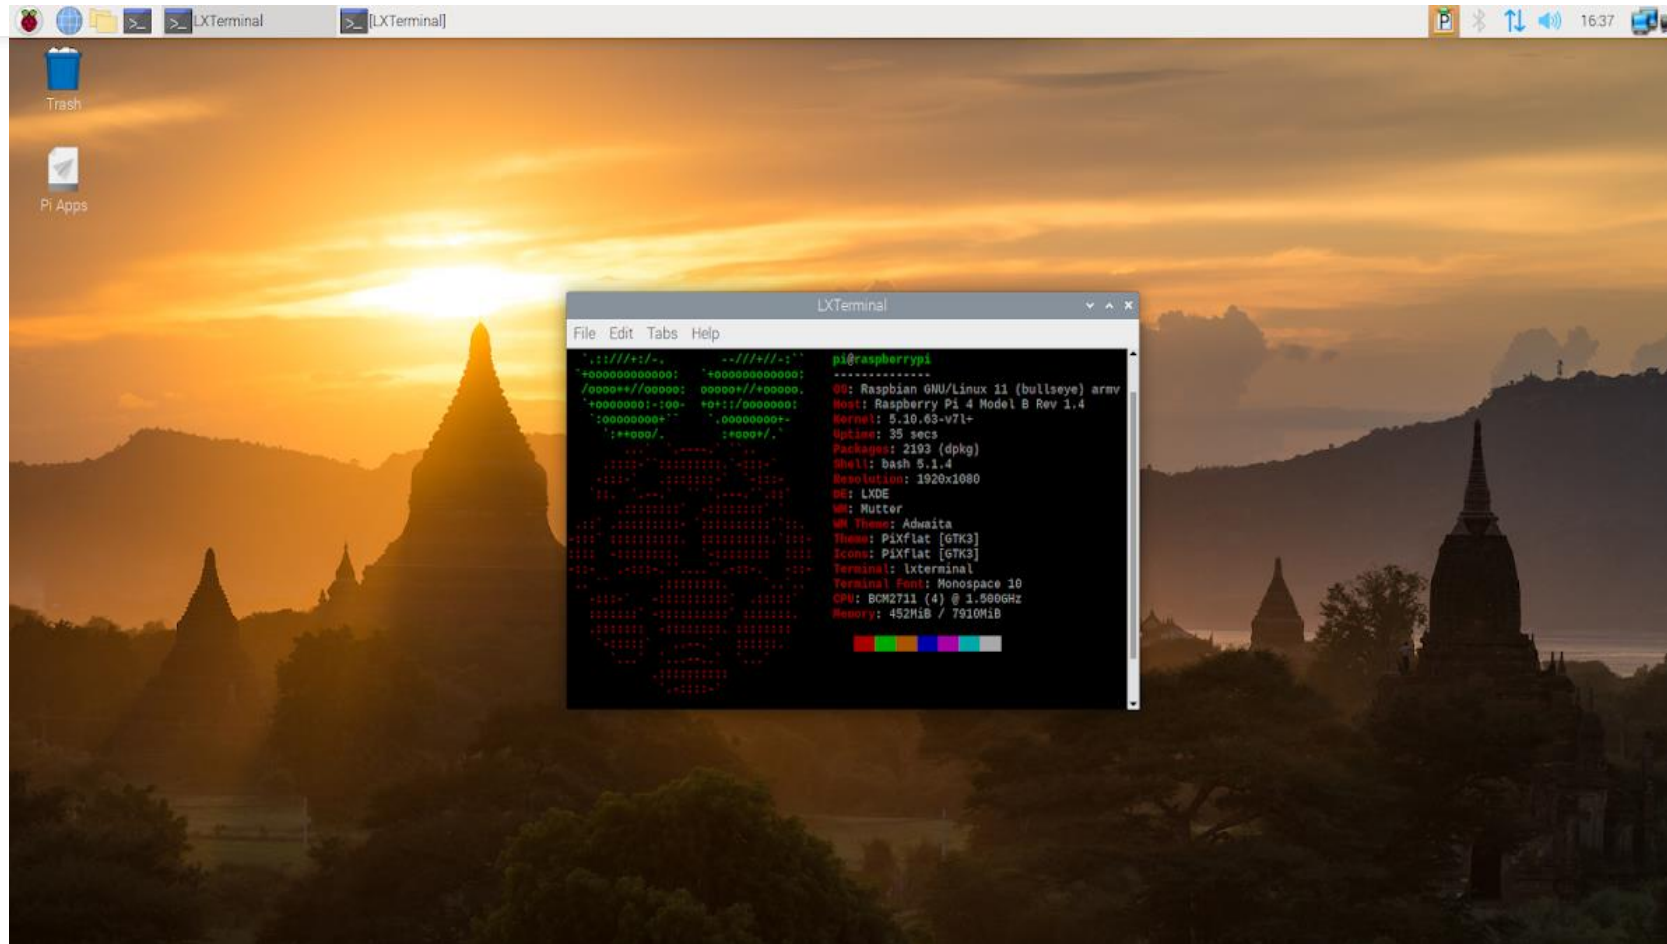 LXTerminal
[LXTerminal]
16:37
Trash
Pi Apps
LXTerminal
File Edit Tabs Help
pi@raspberrypi
--------------
OS: Raspbian GNU/Linux 11 (bullseye) armv
Host: Raspberry Pi 4 Model B Rev 1.4
Kernel: 5.10.63-v7l+
Uptime: 35 secs
Packages: 2193 (dpkg)
Shell: bash 5.1.4
Resolution: 1920x1080
DE: LXDE
WM: Mutter
WM Theme: Adwaita
Theme: PiXflat [GTK3]
Icons: PiXflat [GTK3]
Terminal: lxterminal
Terminal Font: Monospace 10
CPU: BCM2711 (4) @ 1.500GHz
Memory: 452MiB / 7910MiB